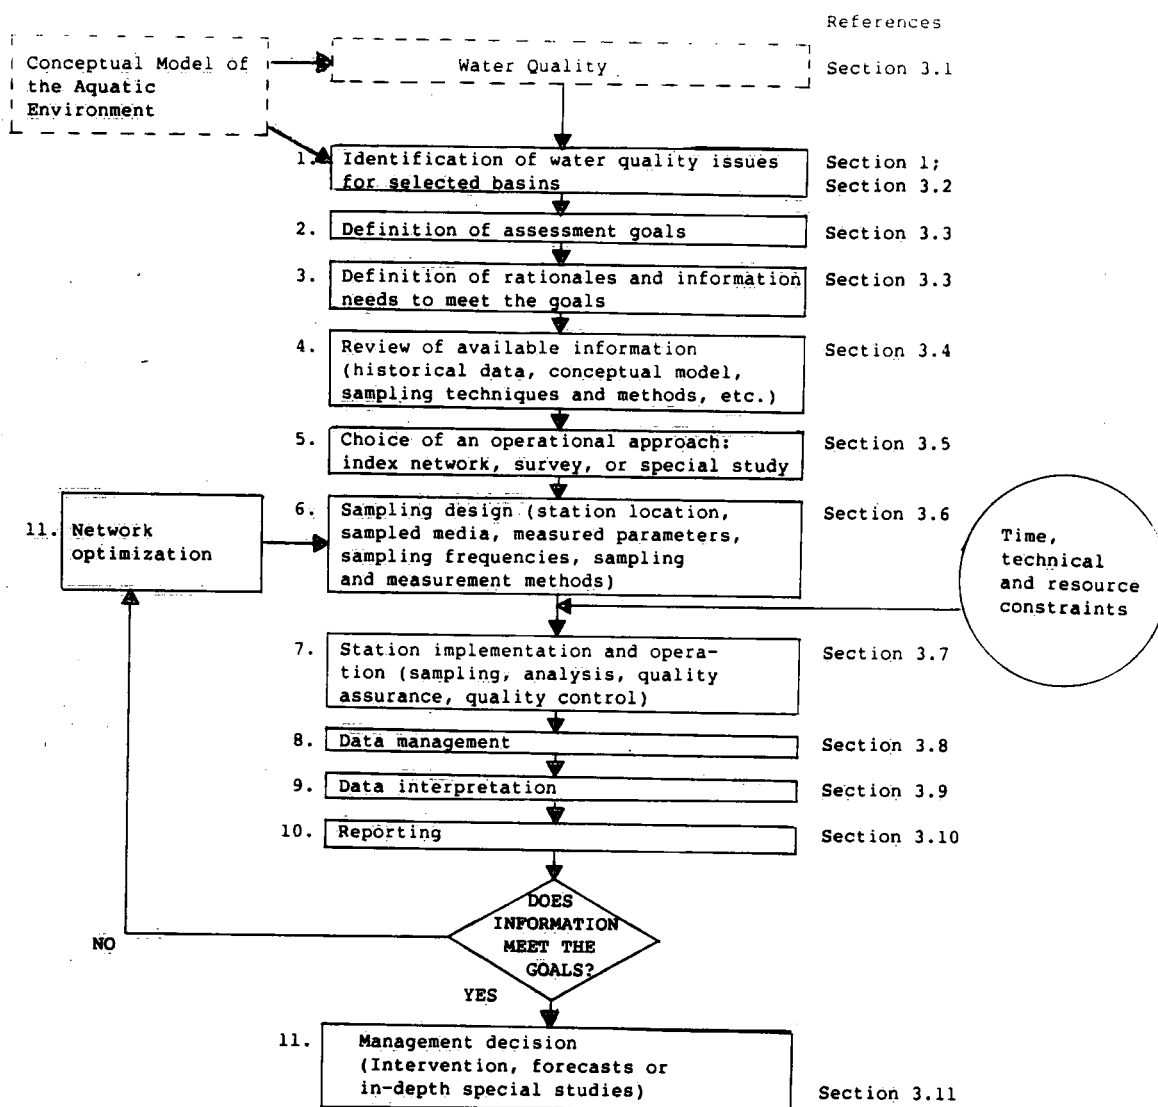 References
Conceptual Model of
the Aquatic
Environment
Water Quality
Section 3.1
1. Identification of water quality issues
for selected basins
Section 1;
Section 3.2
2. Definition of assessment goals
Section 3.3
3. Definition of rationales and information
needs to meet the goals
Section 3.3
4. Review of available information
(historical data, conceptual model,
sampling techniques and methods, etc.)
Section 3.4
5. Choice of an operational approach:
index network, survey, or special study
Section 3.5
11. Network
optimization
6. Sampling design (station location,
sampled media, measured parameters,
sampling frequencies, sampling
and measurement methods)
Section 3.6
Time,
technical
and resource
constraints
7. Station implementation and opera-
tion (sampling, analysis, quality
assurance, quality control)
Section 3.7
8. Data management
Section 3.8
9. Data interpretation
Section 3.9
10. Reporting
Section 3.10
DOES
INFORMATION
MEET THE
GOALS?
NO
YES
11. Management decision
(Intervention, forecasts or
in-depth special studies)
Section 3.11